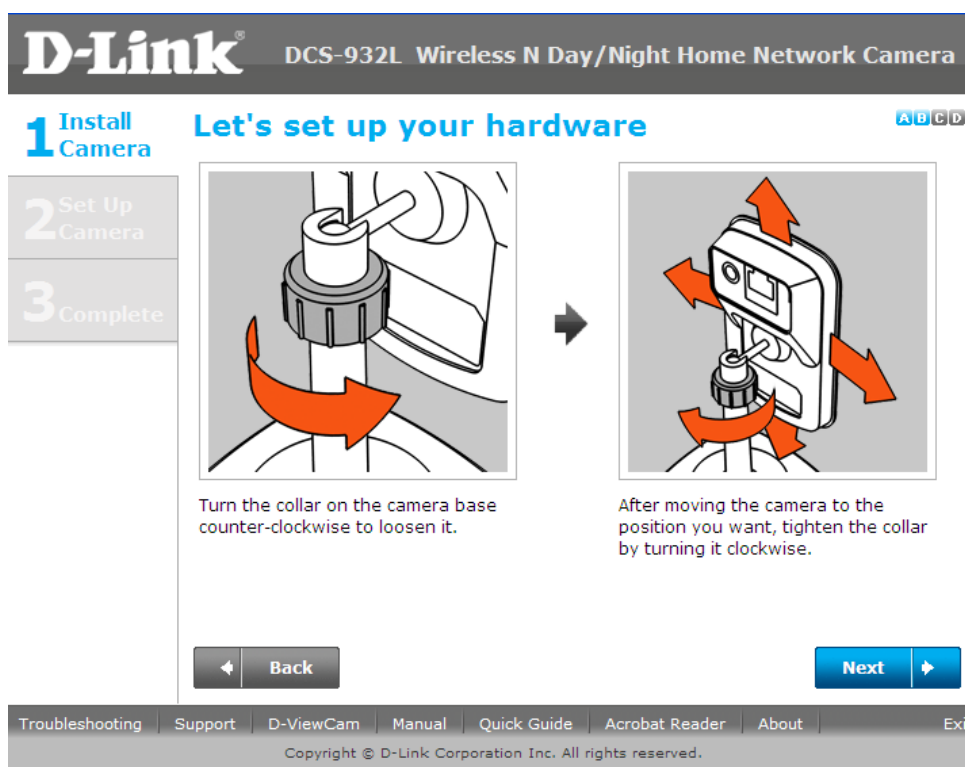 D-Link®
DCS-932L Wireless N Day/Night Home Network Camera
1 Install
Camera
2 Set Up
Camera
3 Complete
Let's set up your hardware
A B C D
Turn the collar on the camera base
counter-clockwise to loosen it.
After moving the camera to the
position you want, tighten the collar
by turning it clockwise.
Back
Next
Troubleshooting Support D-ViewCam Manual Quick Guide Acrobat Reader About Exi
Copyright © D-Link Corporation Inc. All rights reserved.